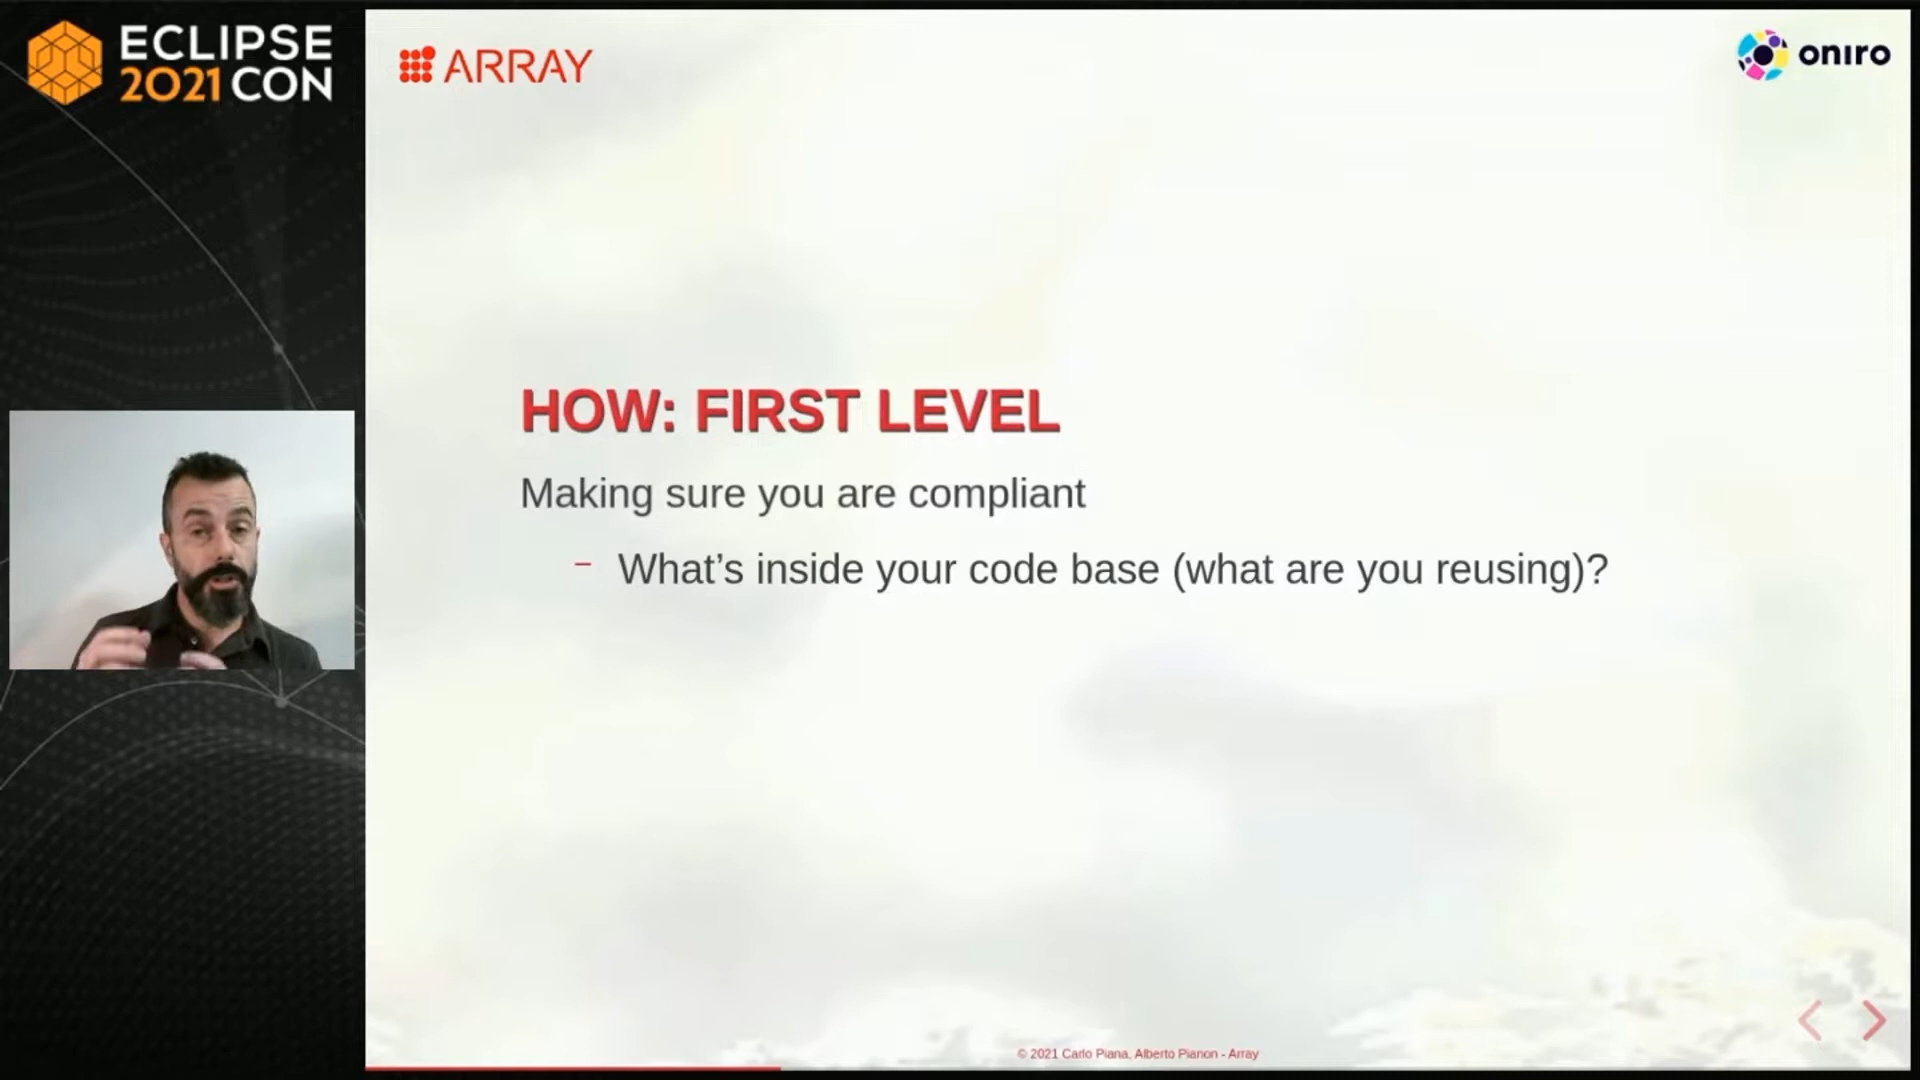 ECLIPSE
2021 CON
ARRAY
oniro
HOW: FIRST LEVEL
Making sure you are compliant
– What’s inside your code base (what are you reusing)?
© 2021 Carlo Piana, Alberto Pianon - Array